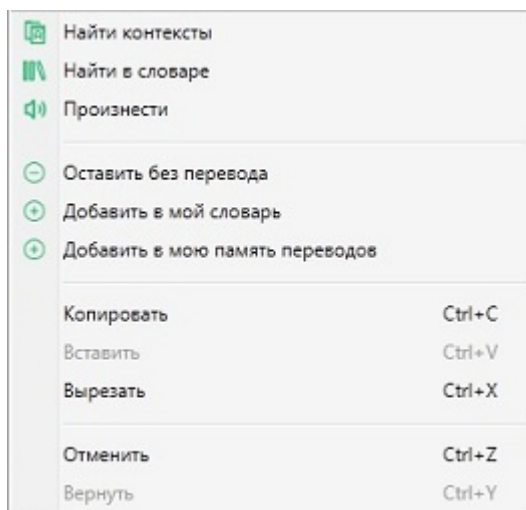 Найти контексты
Найти в словаре
Произнести
Оставить без перевода
Добавить в мой словарь
Добавить в мою память переводов
Копировать Ctrl+C
Вставить Ctrl+V
Вырезать Ctrl+X
Отменить Ctrl+Z
Вернуть Ctrl+Y